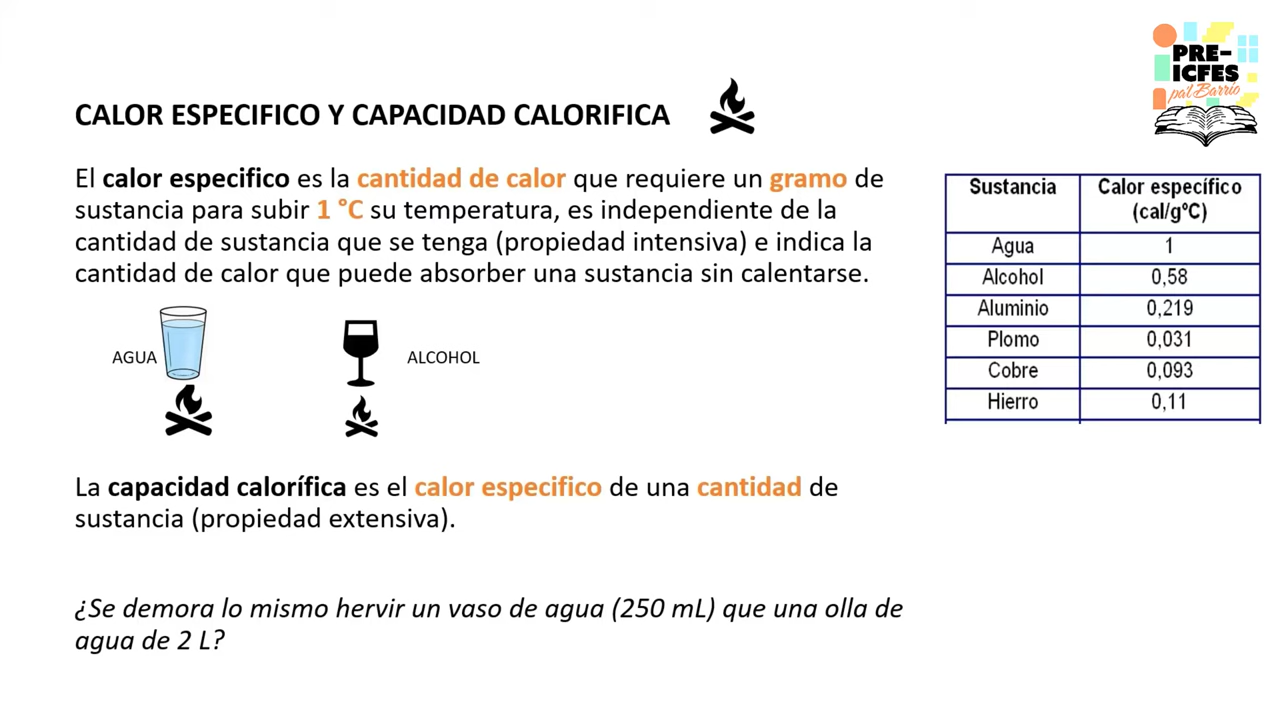 PRE-
ICFES
pa'l Barrio
CALOR ESPECIFICO Y CAPACIDAD CALORIFICA
El calor especifico es la cantidad de calor que requiere un gramo de
sustancia para subir 1 °C su temperatura, es independiente de la
cantidad de sustancia que se tenga (propiedad intensiva) e indica la
cantidad de calor que puede absorber una sustancia sin calentarse.
AGUA
ALCOHOL
La capacidad calorífica es el calor especifico de una cantidad de
sustancia (propiedad extensiva).
¿Se demora lo mismo hervir un vaso de agua (250 mL) que una olla de
agua de 2 L?
Sustancia Calor específico
(cal/gºC)
Agua 1
Alcohol 0,58
Aluminio 0,219
Plomo 0,031
Cobre 0,093
Hierro 0,11